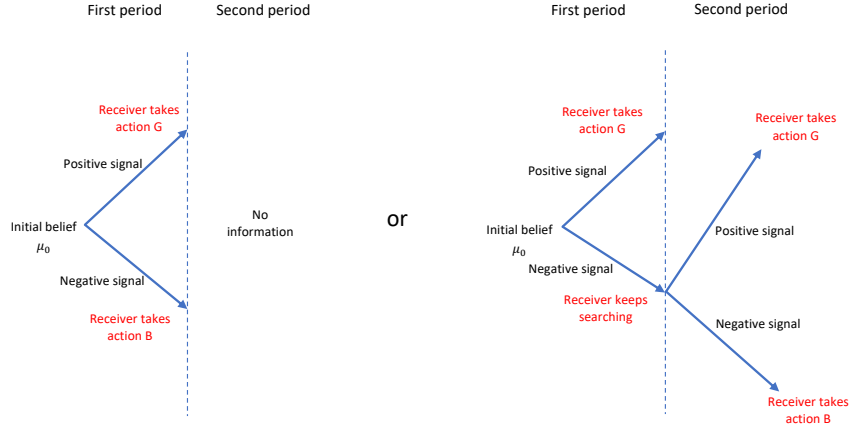 First period
Second period
Receiver takes
action G
Positive signal
Initial belief
μ₀
No
information
Negative signal
Receiver takes
action B
or
First period
Second period
Receiver takes
action G
Receiver takes
action G
Positive signal
Initial belief
μ₀
Positive signal
Negative signal
Receiver keeps
searching
Negative signal
Receiver takes
action B